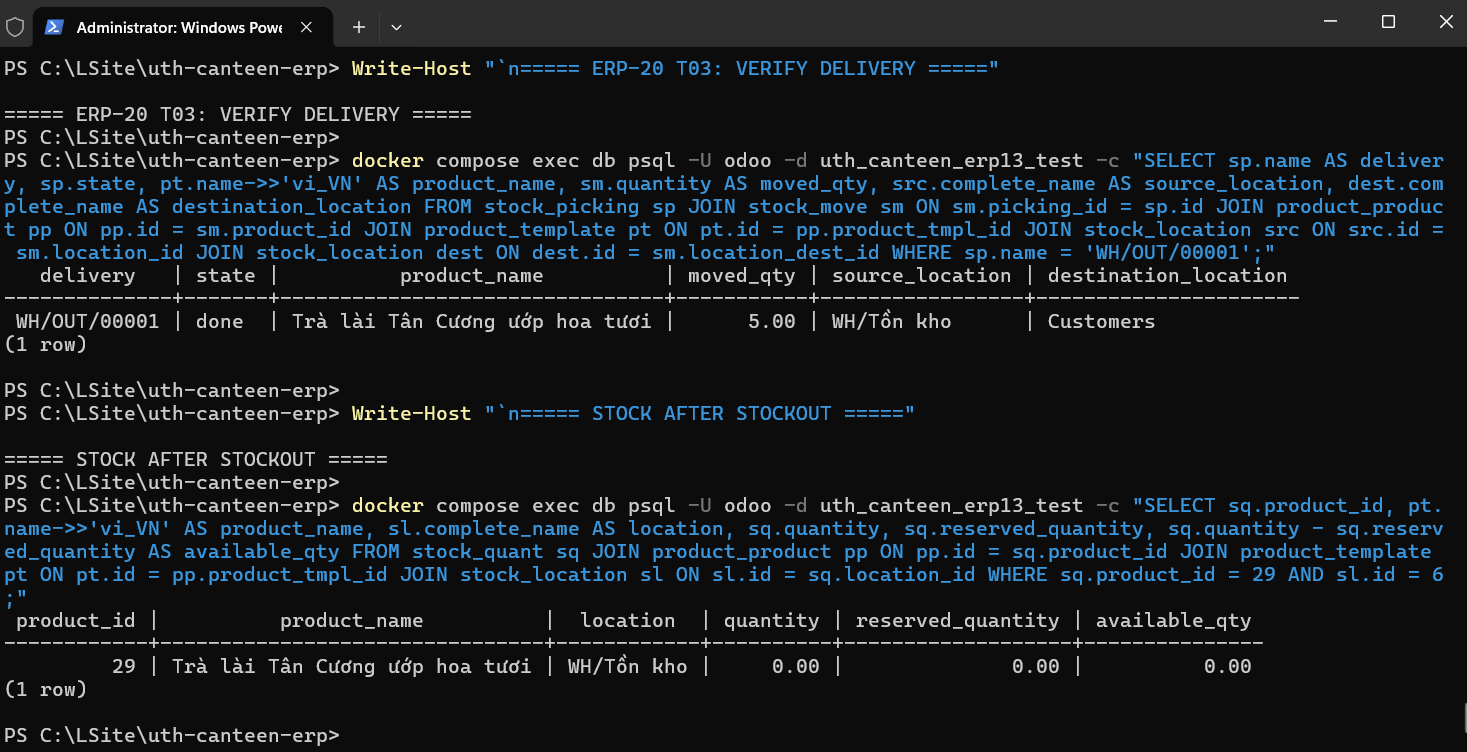 Administrator: Windows Powe
PS C:\LSite\uth-canteen-erp> Write-Host "`n===== ERP-20 T03: VERIFY DELIVERY ====="
===== ERP-20 T03: VERIFY DELIVERY =====
PS C:\LSite\uth-canteen-erp>
PS C:\LSite\uth-canteen-erp> docker compose exec db psql -U odoo -d uth_canteen_erp13_test -c "SELECT sp.name AS deliver
y, sp.state, pt.name->>'vi_VN' AS product_name, sm.quantity AS moved_qty, src.complete_name AS source_location, dest.com
plete_name AS destination_location FROM stock_picking sp JOIN stock_move sm ON sm.picking_id = sp.id JOIN product_produc
t pp ON pp.id = sm.product_id JOIN product_template pt ON pt.id = pp.product_tmpl_id JOIN stock_location src ON src.id =
 sm.location_id JOIN stock_location dest ON dest.id = sm.location_dest_id WHERE sp.name = 'WH/OUT/00001';"
   delivery   | state |          product_name          | moved_qty | source_location | destination_location
--------------+-------+--------------------------------+-----------+-----------------+----------------------
 WH/OUT/00001 | done  | Trà lài Tân Cương ướp hoa tươi |      5.00 | WH/Tồn kho      | Customers
(1 row)
PS C:\LSite\uth-canteen-erp>
PS C:\LSite\uth-canteen-erp> Write-Host "`n===== STOCK AFTER STOCKOUT ====="
===== STOCK AFTER STOCKOUT =====
PS C:\LSite\uth-canteen-erp>
PS C:\LSite\uth-canteen-erp> docker compose exec db psql -U odoo -d uth_canteen_erp13_test -c "SELECT sq.product_id, pt.
name->>'vi_VN' AS product_name, sl.complete_name AS location, sq.quantity, sq.reserved_quantity, sq.quantity - sq.reserv
ed_quantity AS available_qty FROM stock_quant sq JOIN product_product pp ON pp.id = sq.product_id JOIN product_template
pt ON pt.id = pp.product_tmpl_id JOIN stock_location sl ON sl.id = sq.location_id WHERE sq.product_id = 29 AND sl.id = 6
;"
 product_id |          product_name          |  location  | quantity | reserved_quantity | available_qty
------------+--------------------------------+------------+----------+-------------------+---------------
         29 | Trà lài Tân Cương ướp hoa tươi | WH/Tồn kho |     0.00 |              0.00 |          0.00
(1 row)
PS C:\LSite\uth-canteen-erp>